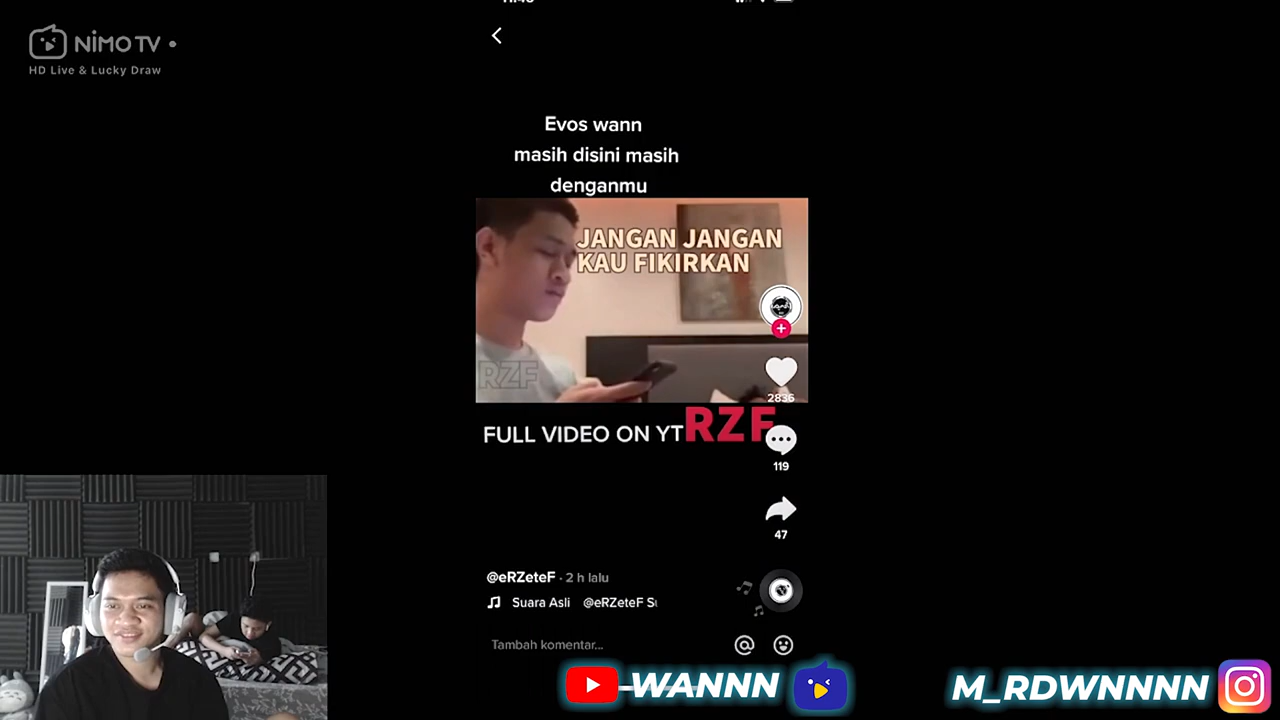 NIMO TV
HD Live & Lucky Draw
Evos wann
masih disini masih
denganmu
JANGAN JANGAN
KAU FIKIRKAN
RZF
2836
FULL VIDEO ON YT RZF
119
47
@eRZeteF · 2 h lalu
Suara Asli @eRZeteF
Tambah komentar...
WANNN
M_RDWNNNN